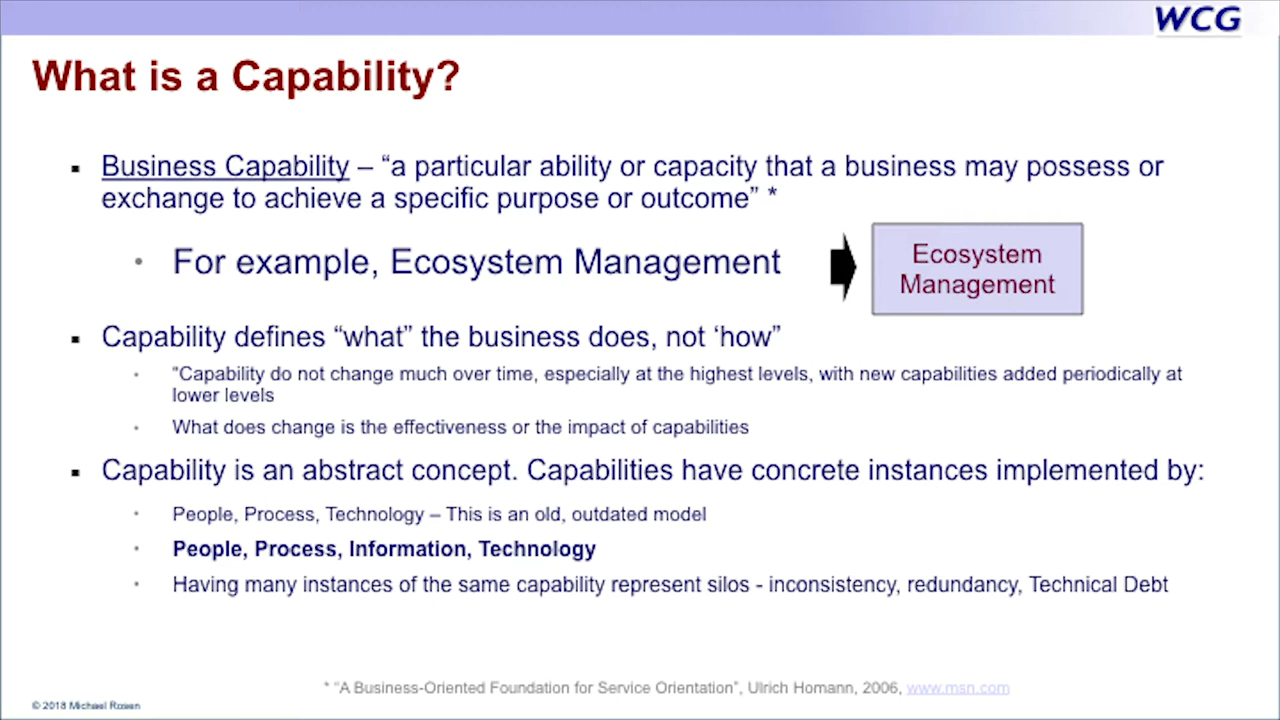 WCG
What is a Capability?
Business Capability – “a particular ability or capacity that a business may possess or
exchange to achieve a specific purpose or outcome” *
For example, Ecosystem Management
Ecosystem
Management
Capability defines “what” the business does, not ‘how”
“Capability do not change much over time, especially at the highest levels, with new capabilities added periodically at
lower levels
What does change is the effectiveness or the impact of capabilities
Capability is an abstract concept. Capabilities have concrete instances implemented by:
People, Process, Technology – This is an old, outdated model
People, Process, Information, Technology
Having many instances of the same capability represent silos - inconsistency, redundancy, Technical Debt
* “A Business-Oriented Foundation for Service Orientation”, Ulrich Homann, 2006, www.msn.com
© 2018 Michael Rosen